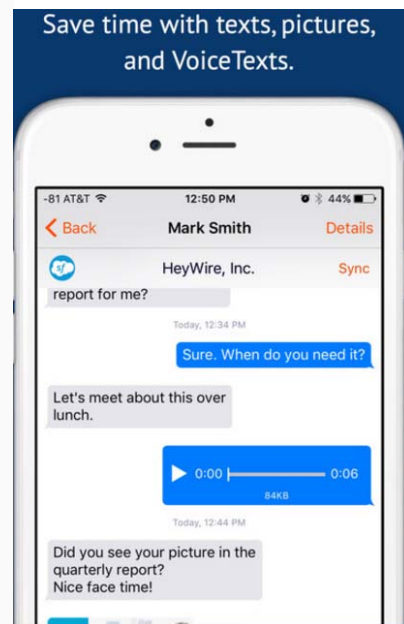 Save time with texts, pictures,
and VoiceTexts.
-81 AT&T 12:50 PM 44%
Back Mark Smith Details
sf HeyWire, Inc. Sync
report for me?
Today, 12:34 PM
Sure. When do you need it?
Let's meet about this over
lunch.
0:00 0:06
84KB
Today, 12:44 PM
Did you see your picture in the
quarterly report?
Nice face time!